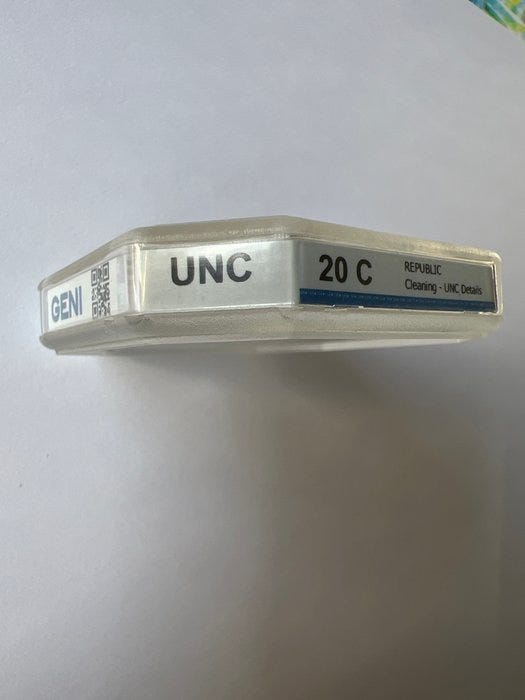 GENI
UNC
20 C
REPUBLIC
Cleaning - UNC Details